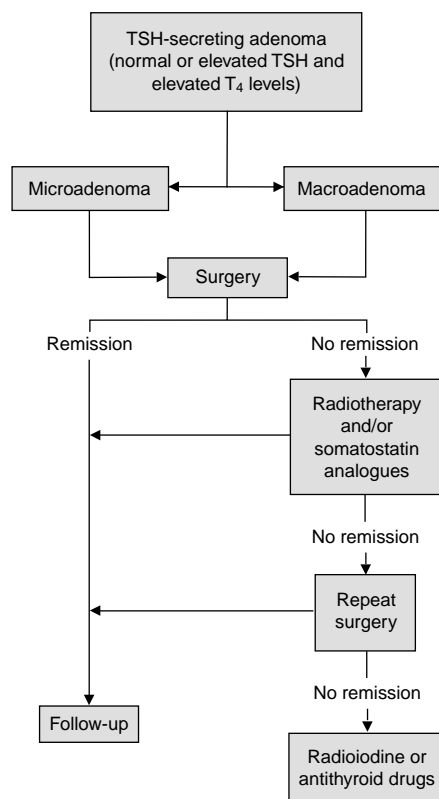 TSH-secreting adenoma
(normal or elevated TSH and
elevated T₄ levels)
Microadenoma
Macroadenoma
Surgery
Remission
No remission
Radiotherapy
and/or
somatostatin
analogues
No remission
Repeat
surgery
No remission
Follow-up
Radioiodine or
antithyroid drugs